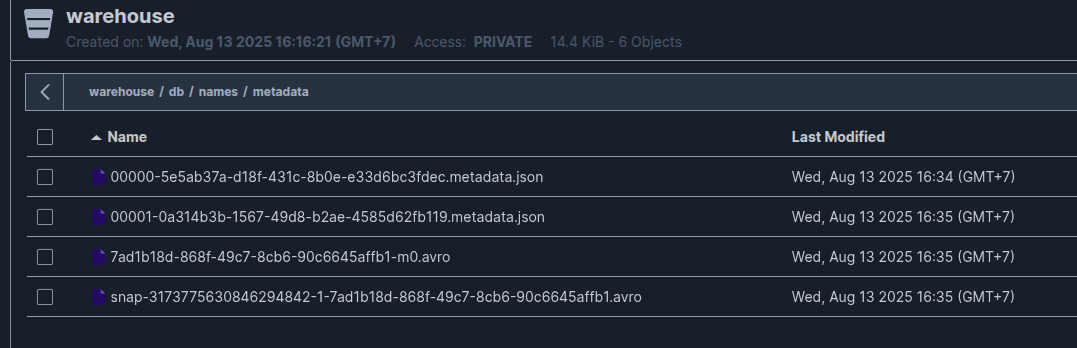 warehouse
Created on: Wed, Aug 13 2025 16:16:21 (GMT+7) Access: PRIVATE 14.4 KiB - 6 Objects
warehouse / db / names / metadata
Name Last Modified
00000-5e5ab37a-d18f-431c-8b0e-e33d6bc3fdec.metadata.json Wed, Aug 13 2025 16:34 (GMT+7)
00001-0a314b3b-1567-49d8-b2ae-4585d62fb119.metadata.json Wed, Aug 13 2025 16:35 (GMT+7)
7ad1b18d-868f-49c7-8cb6-90c6645affb1-m0.avro Wed, Aug 13 2025 16:35 (GMT+7)
snap-3173775630846294842-1-7ad1b18d-868f-49c7-8cb6-90c6645affb1.avro Wed, Aug 13 2025 16:35 (GMT+7)